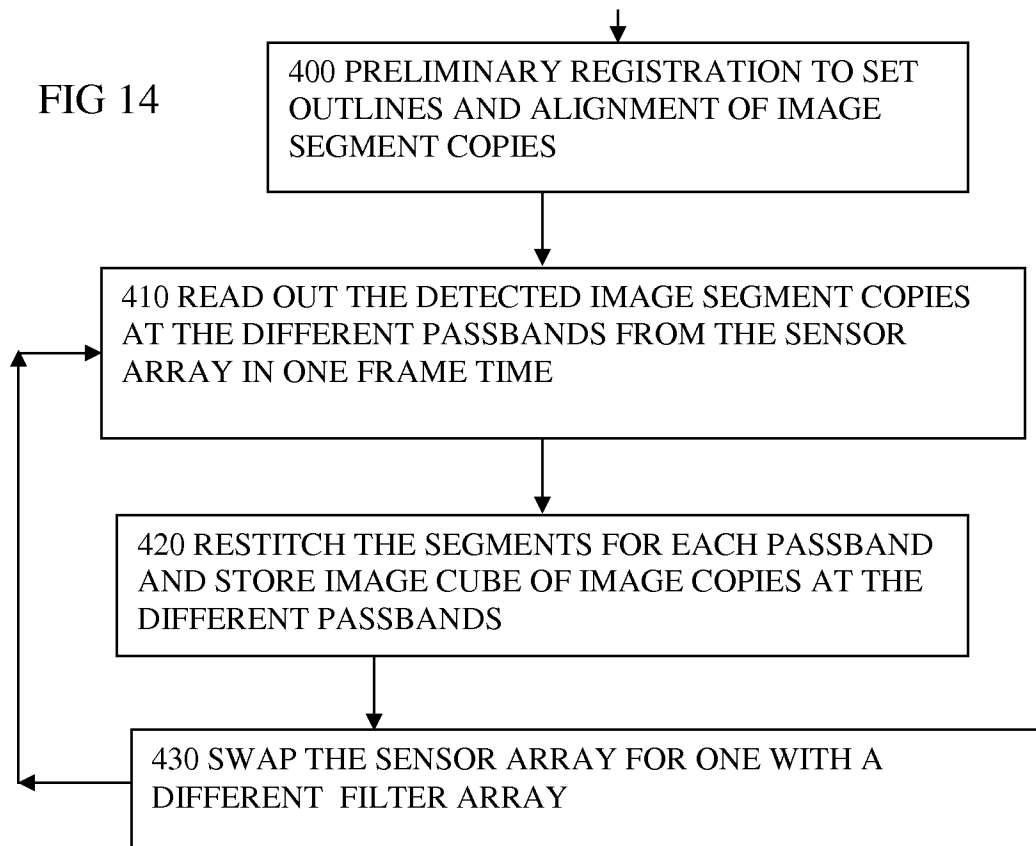 FIG 14
400 PRELIMINARY REGISTRATION TO SET
OUTLINES AND ALIGNMENT OF IMAGE
SEGMENT COPIES
410 READ OUT THE DETECTED IMAGE SEGMENT COPIES
AT THE DIFFERENT PASSBANDS FROM THE SENSOR
ARRAY IN ONE FRAME TIME
420 RESTITCH THE SEGMENTS FOR EACH PASSBAND
AND STORE IMAGE CUBE OF IMAGE COPIES AT THE
DIFFERENT PASSBANDS
430 SWAP THE SENSOR ARRAY FOR ONE WITH A
DIFFERENT FILTER ARRAY